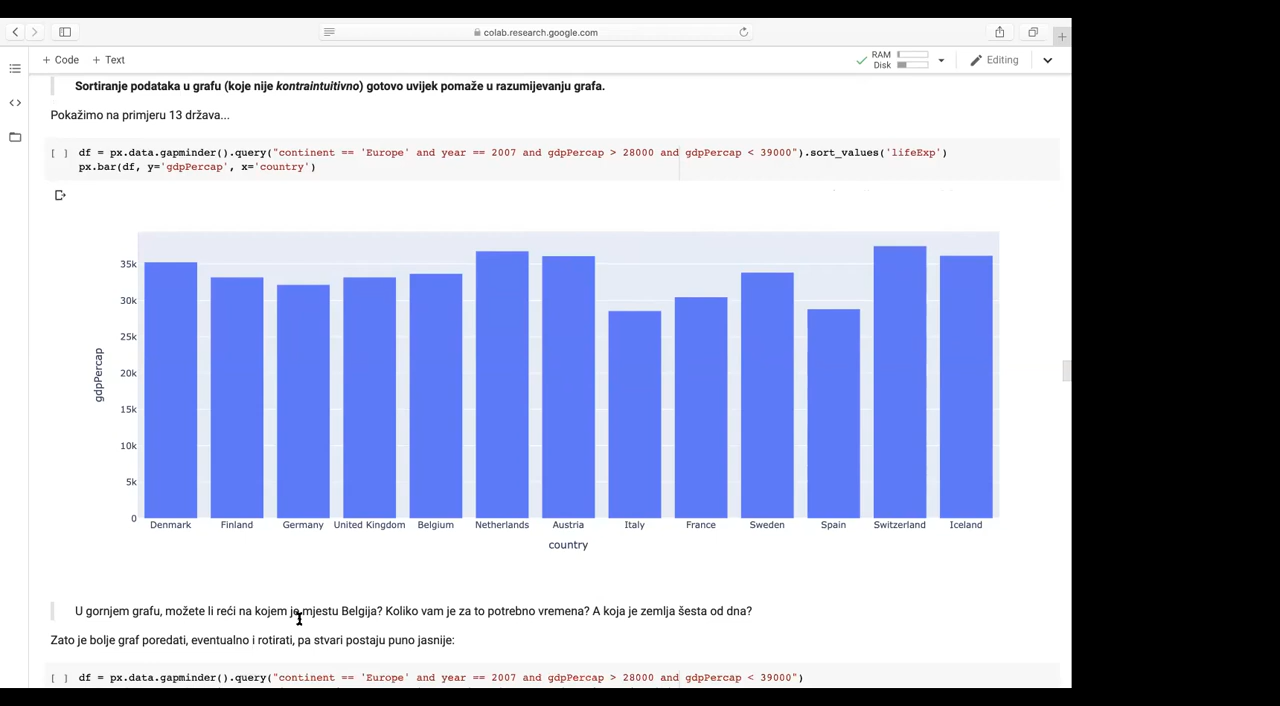 colab.research.google.com
+ Code + Text
RAM
Disk
Editing
Sortiranje podataka u grafu (koje nije kontraintuitivno) gotovo uvijek pomaže u razumijevanju grafa.
Pokažimo na primjeru 13 država...
[ ] df = px.data.gapminder().query("continent == 'Europe' and year == 2007 and gdpPercap > 28000 and gdpPercap < 39000").sort_values('lifeExp')
px.bar(df, y='gdpPercap', x='country')
35k
30k
25k
20k
15k
10k
5k
0
gdpPercap
Denmark Finland Germany United Kingdom Belgium Netherlands Austria Italy France Sweden Spain Switzerland Iceland
country
U gornjem grafu, možete li reći na kojem je mjestu Belgija? Koliko vam je za to potrebno vremena? A koja je zemlja šesta od dna?
Zato je bolje graf poredati, eventualno i rotirati, pa stvari postaju puno jasnije:
[ ] df = px.data.gapminder().query("continent == 'Europe' and year == 2007 and gdpPercap > 28000 and gdpPercap < 39000")